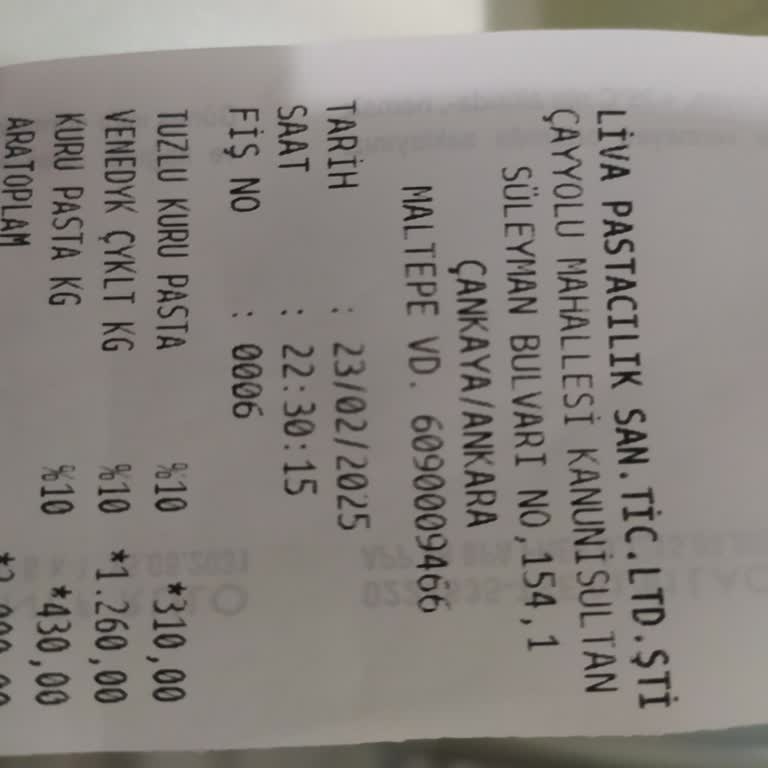 LİVA PASTACILIK SAN.TİC.LTD.ŞTİ
ÇAYYOLU MAHALLESİ KANUNİSULTAN
SÜLEYMAN BULVARI NO,154,1
ÇANKAYA/ANKARA
MALTEPE VD. 6090009466
TARİH : 23/02/2025
SAAT : 22:30:15
FİŞ NO : 0006
TUZLU KURU PASTA %10 *310,00
VENEDYK ÇYKLT KG %10 *1.260,00
KURU PASTA KG %10 *430,00
ARATOPLAM